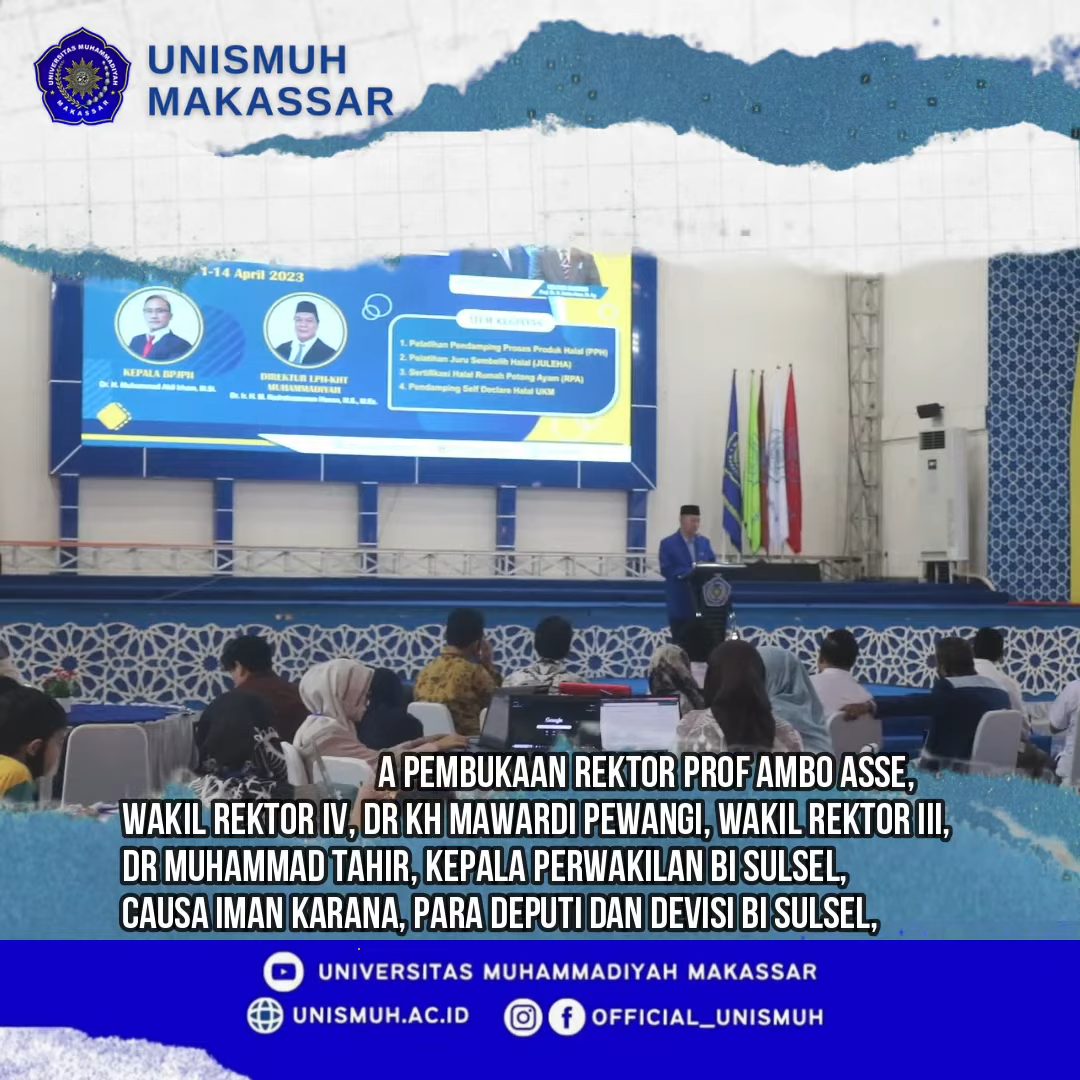 UNIVERSITAS MUHAMMADIYAH
MAKASSAR
UNISMUH
MAKASSAR
1-14 April 2023
KEPALA BPJPH
DIREKTUR LPH-KHT
MUHAMMADIYAH
1. Pelatihan Pendamping Proses Produk Halal (PPH)
2. Pelatihan Juru Sembelih Halal (JULEHA)
3. Sertifikasi Halal Rumah Potong Ayam (RPA)
4. Pendamping Self Declare Halal UKM
Google
A PEMBUKAAN REKTOR PROF AMBO ASSE,
WAKIL REKTOR IV, DR KH MAWARDI PEWANGI, WAKIL REKTOR III,
DR MUHAMMAD TAHIR, KEPALA PERWAKILAN BI SULSEL,
CAUSA IMAN KARANA, PARA DEPUTI DAN DEVISI BI SULSEL,
UNIVERSITAS MUHAMMADIYAH MAKASSAR
UNISMUH.AC.ID
OFFICIAL_UNISMUH